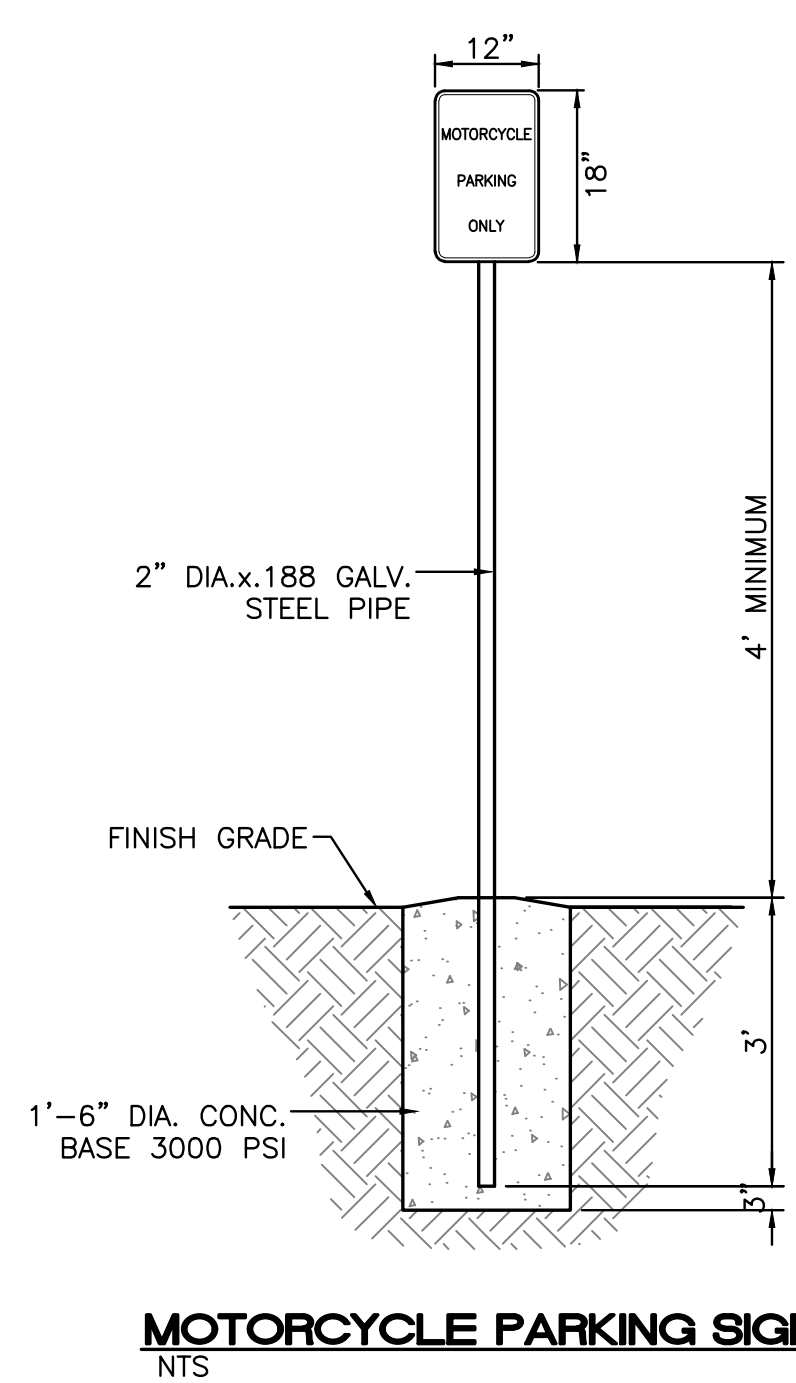 12”
MOTORCYCLE
PARKING
ONLY
18”
2” DIA.x.188 GALV.
STEEL PIPE
4’ MINIMUM
FINISH GRADE
3’
1’-6” DIA. CONC.
BASE 3000 PSI
3”
MOTORCYCLE PARKING
NTS